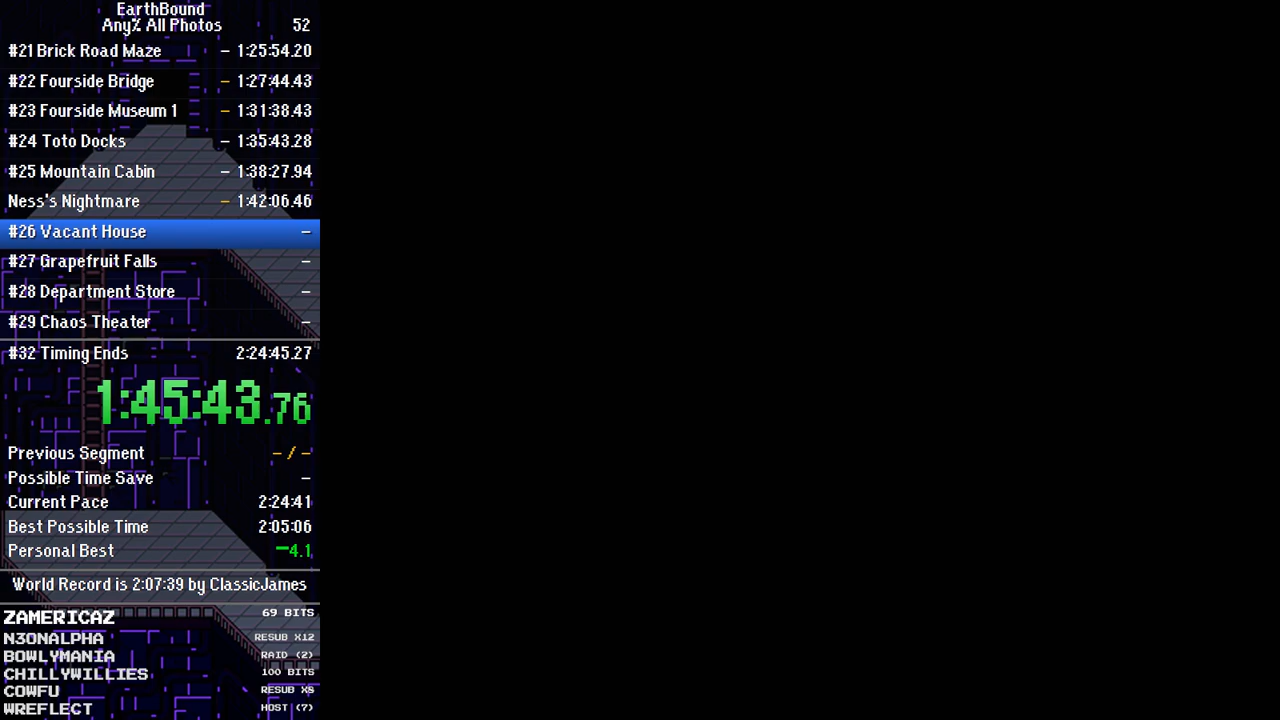 EarthBound
Any% All Photos 52
#21 Brick Road Maze – 1:25:54.20
#22 Fourside Bridge – 1:27:44.43
#23 Fourside Museum 1 – 1:31:38.43
#24 Toto Docks – 1:35:43.28
#25 Mountain Cabin – 1:38:27.94
Ness's Nightmare – 1:42:06.46
#26 Vacant House –
#27 Grapefruit Falls –
#28 Department Store –
#29 Chaos Theater –
#32 Timing Ends 2:24:45.27
1:45:43.76
Previous Segment – / –
Possible Time Save –
Current Pace 2:24:41
Best Possible Time 2:05:06
Personal Best −4.1
World Record is 2:07:39 by ClassicJames
ZAMERICAZ 69 BITS
N30NALPHA RESUB X12
BOWLYMANIA RAID (2)
CHILLYWILLIES 100 BITS
COWFU RESUB X8
WREFLECT HOST (7)